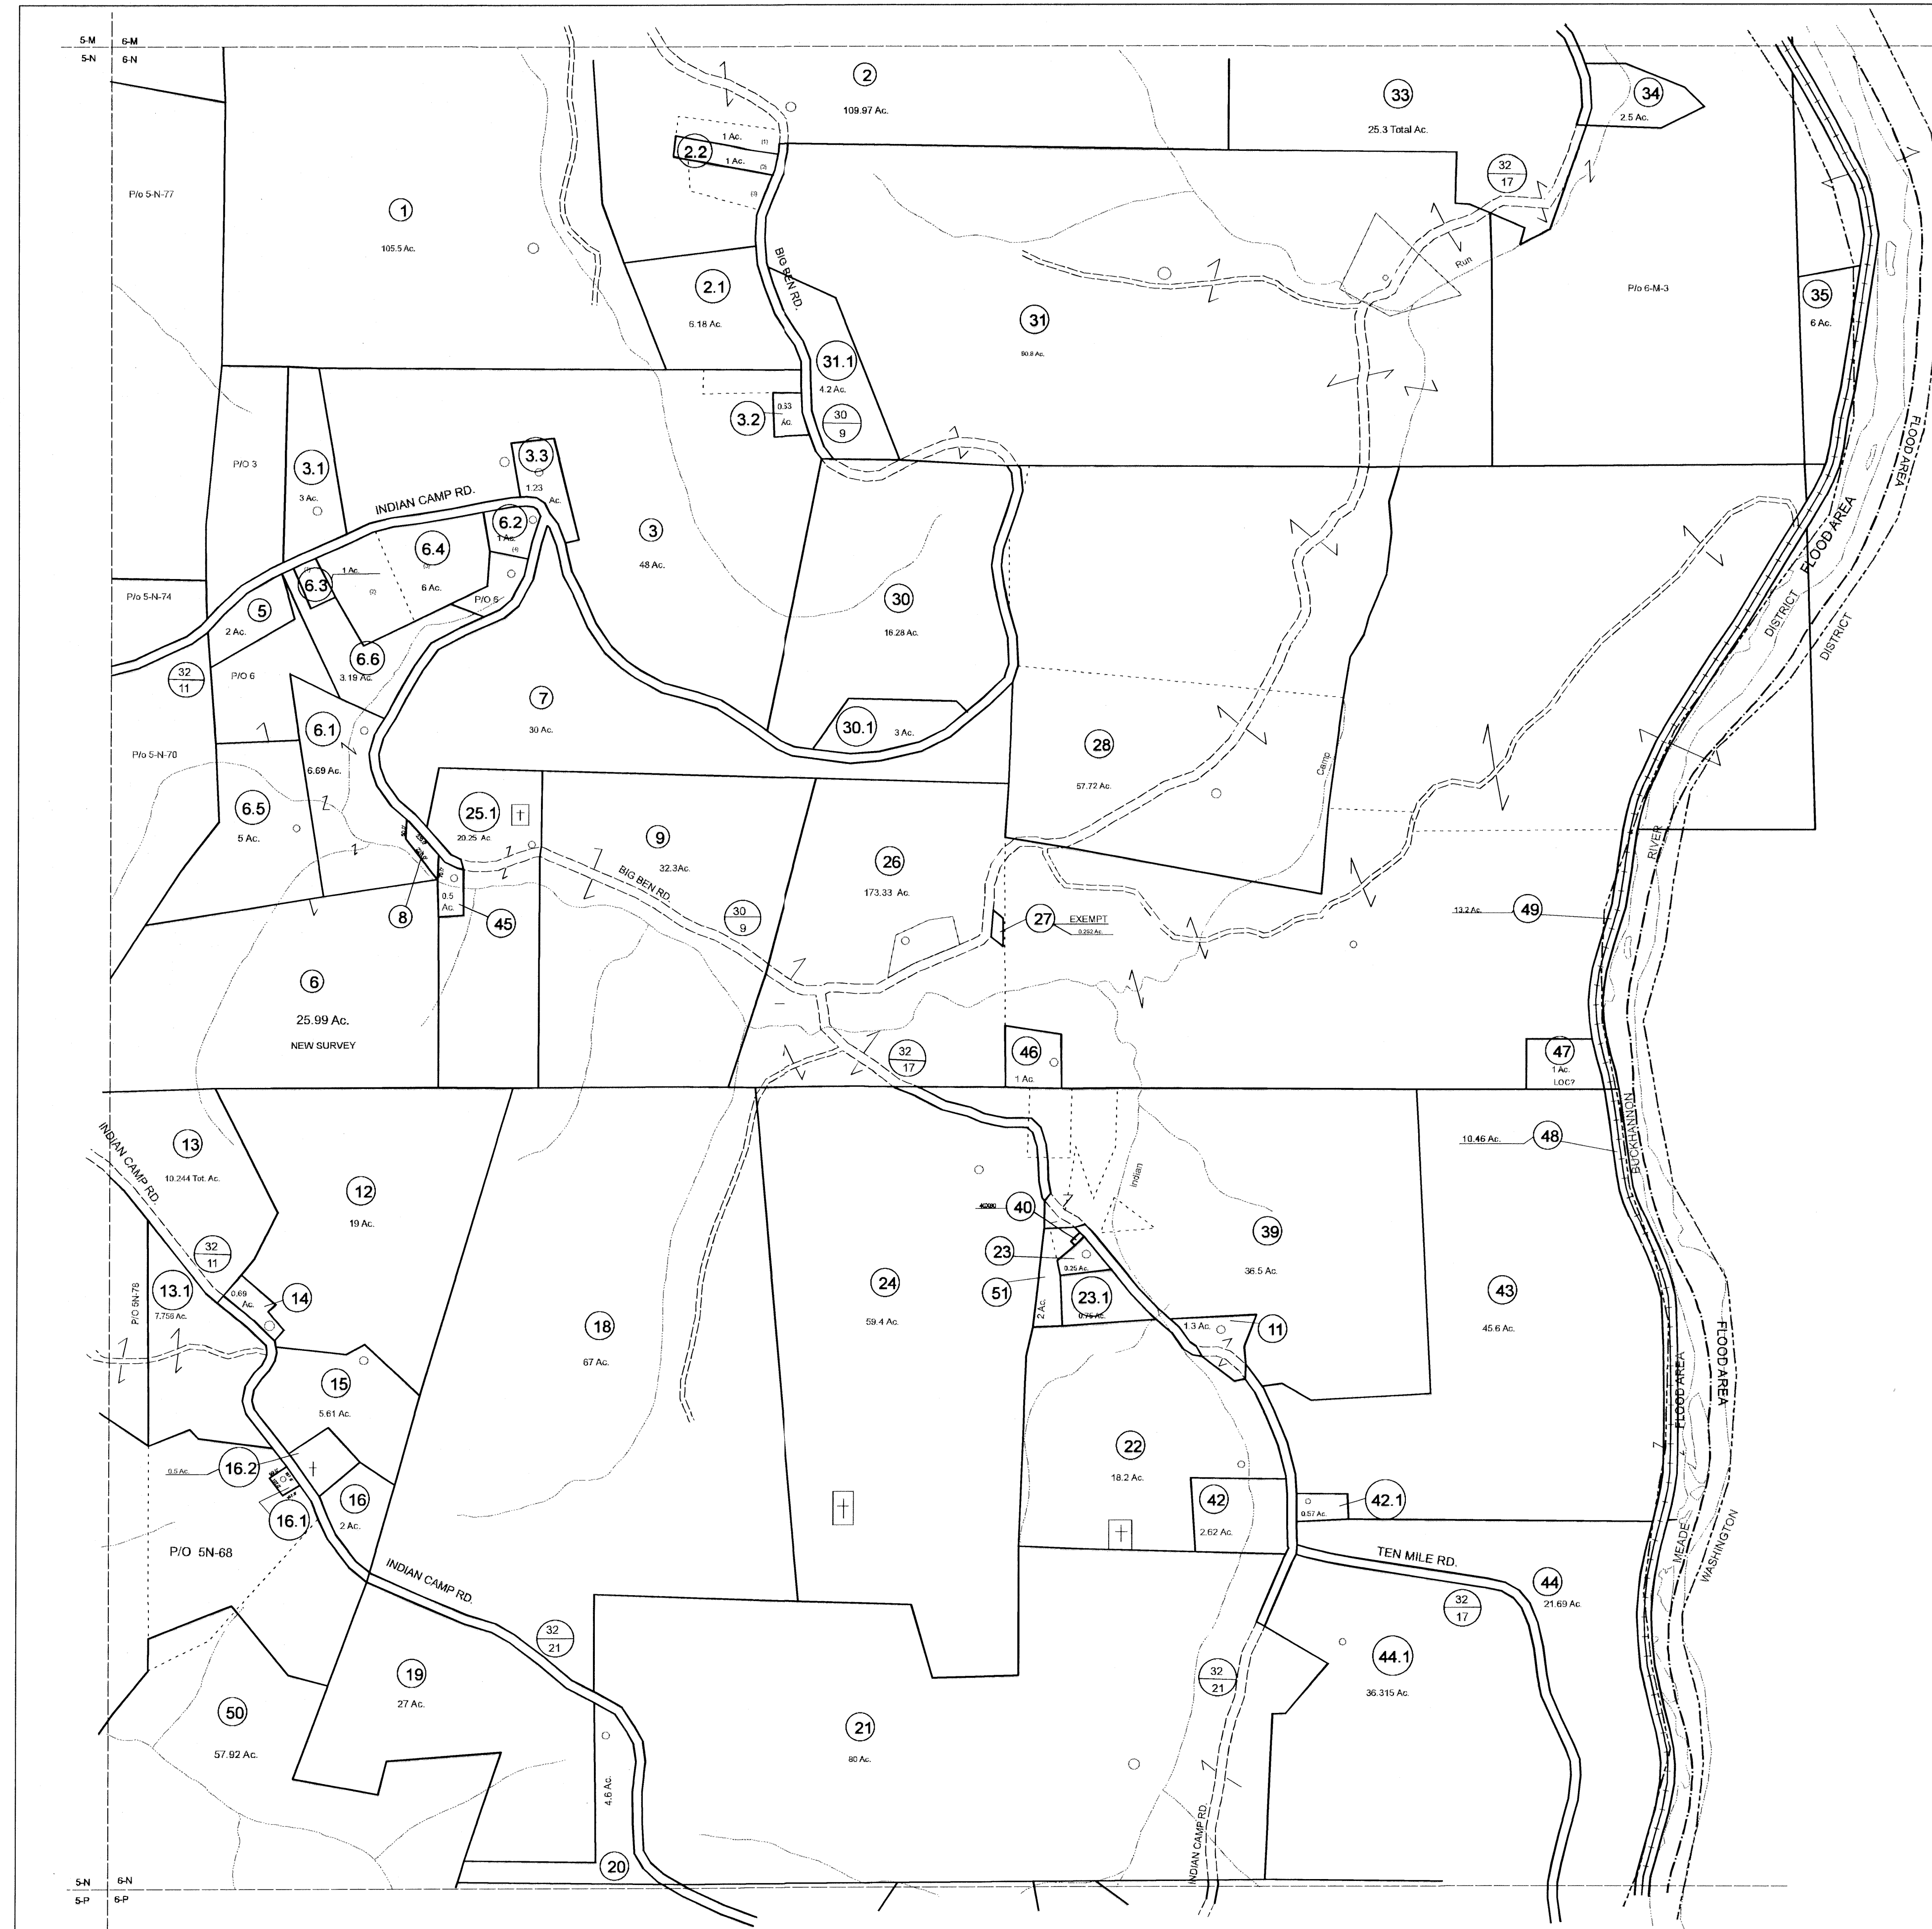 5-M 6-M
5-N 6-N
2
109.97 Ac.
33
25.3 Total Ac.
34
2.5 Ac.
1 Ac. (1)
2.2
1 Ac.
32
17
P/o 5-N-77
1
105.5 Ac.
BIG BEN RD.
2.1
6.18 Ac.
Run
P/o 6-M-3
35
6 Ac.
31
31.1
4.2 Ac.
3.2
0.63
Ac.
30
9
FLOOD AREA
P/O 3
3.1
3 Ac.
3.3
1.23
Ac.
INDIAN CAMP RD.
6.2
1 Ac.
(4)
3
48 Ac.
6.4
6 Ac.
FLOOD AREA
6.3
1 Ac.
(2)
P/O 6
30
16.28 Ac.
P/o 5-N-74
5
2 Ac.
DISTRICT
DISTRICT
6.6
3.19 Ac.
32
11
P/O 6
7
30 Ac.
6.1
6.69 Ac.
30.1
3 Ac.
28
57.72 Ac.
Camp
P/o 5-N-70
6.5
5 Ac.
25.1
20.25 Ac.
9
32.3Ac.
BIG BEN RD.
26
173.33 Ac.
RIVER
8
0.5
Ac.
45
30
9
27
EXEMPT
0.292 Ac.
13.2 Ac.
49
6
25.99 Ac.
NEW SURVEY
32
17
46
1 Ac.
47
1 Ac.
LOC?
BUCKHANNON
INDIAN CAMP RD.
13
10.244 Tot. Ac.
10.46 Ac.
48
12
19 Ac.
Indian
40
39
36.5 Ac.
32
11
23
0.25 Ac.
P/O 5N-78
13.1
7.756 Ac.
0.69
Ac.
14
24
59.4 Ac.
51
2 Ac.
23.1
0.75 Ac.
43
45.6 Ac.
18
67 Ac.
1.3 Ac.
11
FLOOD AREA
FLOOD AREA
15
5.61 Ac.
22
18.2 Ac.
0.5 Ac.
16.2
16.1
16
2 Ac.
42
2.62 Ac.
0.57 Ac.
42.1
P/O 5N-68
INDIAN CAMP RD.
TEN MILE RD.
MEADE
WASHINGTON
44
21.69 Ac.
32
17
32
21
19
27 Ac.
44.1
36.315 Ac.
32
21
50
57.92 Ac.
21
80 Ac.
4.6 Ac.
INDIAN CAMP RD.
20
5-N 6-N
5-P 6-P